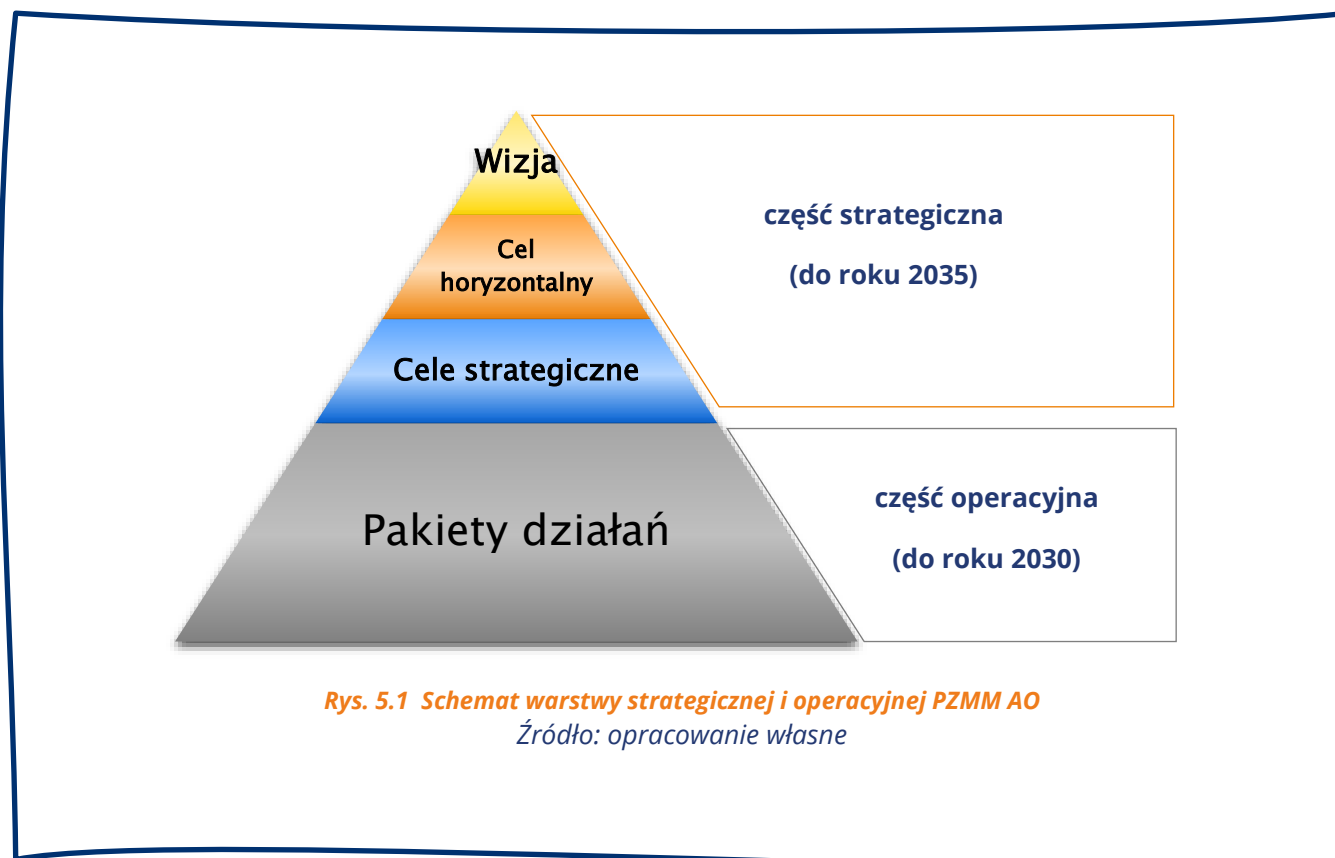 Wizja
Cel
horyzontalny
Cele strategiczne
Pakiety działań
część strategiczna
(do roku 2035)
część operacyjna
(do roku 2030)
Rys. 5.1 Schemat warstwy strategicznej i operacyjnej PZMM AO
Źródło: opracowanie własne